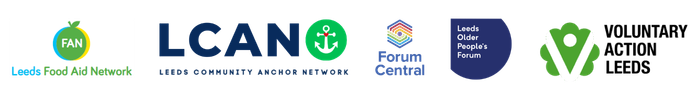 FAN
Leeds Food Aid Network
LCAN
LEEDS COMMUNITY ANCHOR NETWORK
Forum
Central
Leeds
Older
People's
Forum
VOLUNTARY
ACTION
LEEDS